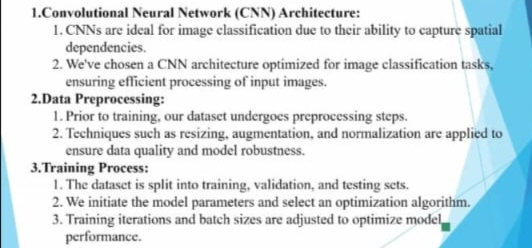 1.Convolutional Neural Network (CNN) Architecture:
1. CNNs are ideal for image classification due to their ability to capture spatial
dependencies.
2. We've chosen a CNN architecture optimized for image classification tasks,
ensuring efficient processing of input images.
2.Data Preprocessing:
1. Prior to training, our dataset undergoes preprocessing steps.
2. Techniques such as resizing, augmentation, and normalization are applied to
ensure data quality and model robustness.
3.Training Process:
1. The dataset is split into training, validation, and testing sets.
2. We initiate the model parameters and select an optimization algorithm.
3. Training iterations and batch sizes are adjusted to optimize model
performance.